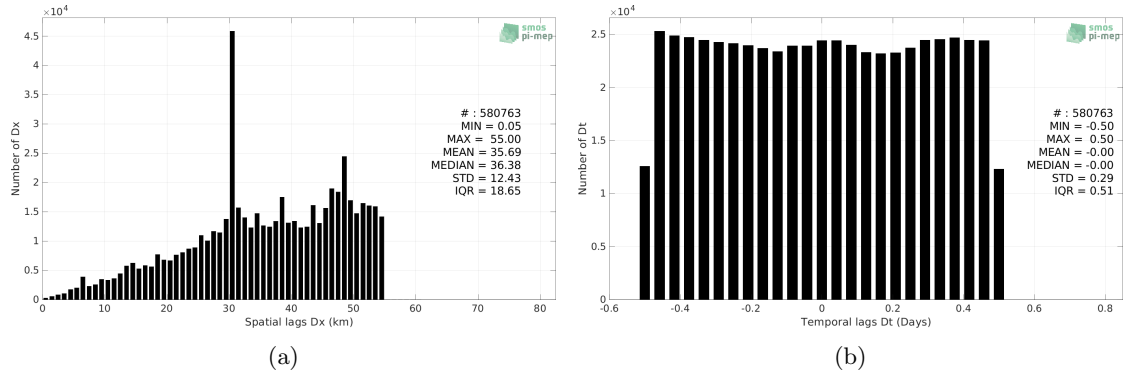 ×10⁴
4.5
4
3.5
3
2.5
2
1.5
1
0.5
0
Number of Dx
smos
pi-mep
# : 580763
MIN = 0.05
MAX = 55.00
MEAN = 35.69
MEDIAN = 36.38
STD = 12.43
IQR = 18.65
0 10 20 30 40 50 60 70 80
Spatial lags Dx (km)
(a)
×10⁴
2.5
2
1.5
1
0.5
0
Number of Dt
smos
pi-mep
# : 580763
MIN = -0.50
MAX = 0.50
MEAN = -0.00
MEDIAN = -0.00
STD = 0.29
IQR = 0.51
-0.6 -0.4 -0.2 0 0.2 0.4 0.6 0.8
Temporal lags Dt (Days)
(b)